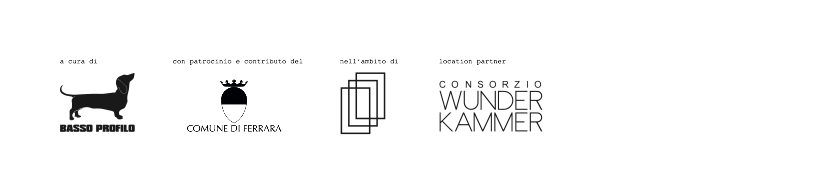 a cura di
con patrocinio e contributo del
nell'ambito di
location partner
BASSO PROFILO
COMUNE DI FERRARA
CONSORZIO
WUNDER
KAMMER